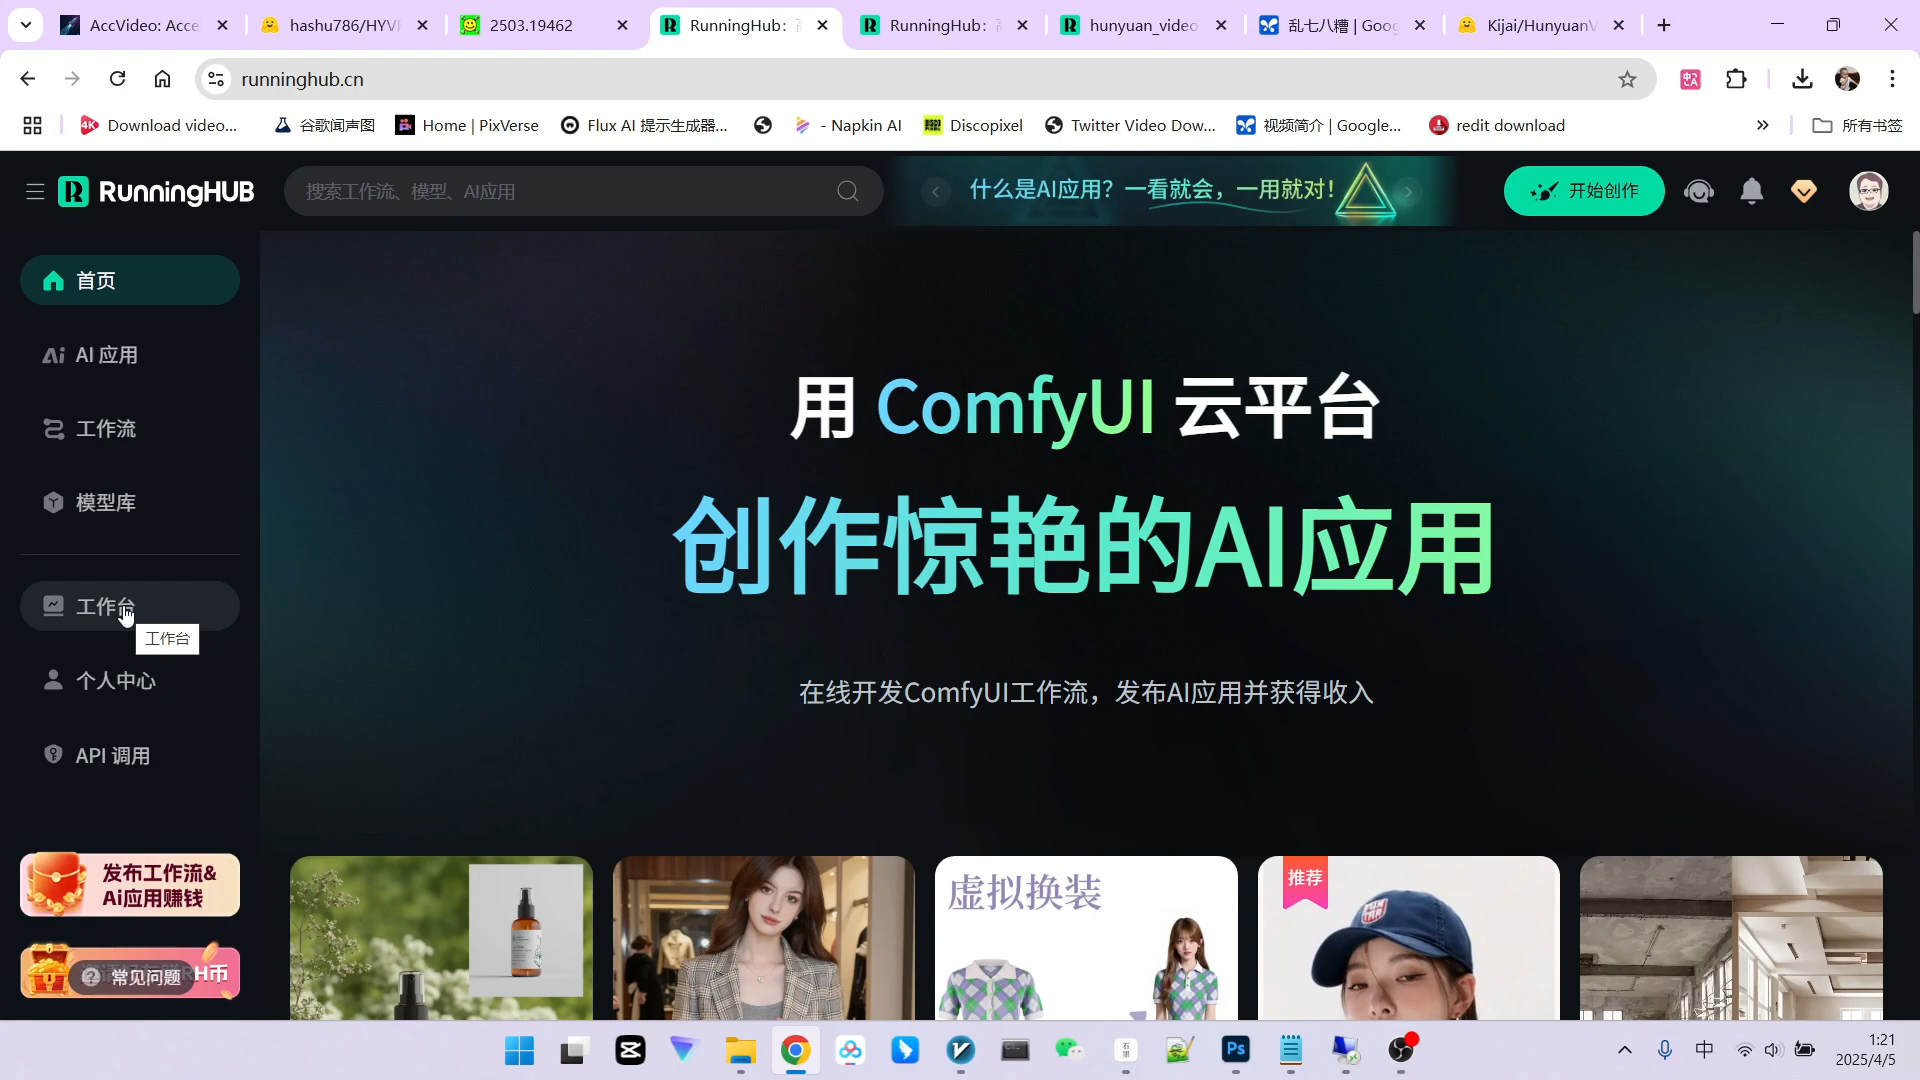 AccVideo: Acce
hashu786/HYVI
2503.19462
RunningHub:
RunningHub:
hunyuan_video
乱七八糟 | Goog
Kijai/HunyuanV
runninghub.cn
Download video...
谷歌闻声图
Home | PixVerse
Flux AI 提示生成器...
- Napkin AI
Discopixel
Twitter Video Dow...
视频简介 | Google...
redit download
所有书签
RunningHUB
搜索工作流、模型、AI应用
什么是AI应用？一看就会，一用就对！
开始创作
首页
AI 应用
工作流
模型库
工作台
工作台
个人中心
API 调用
用 ComfyUI 云平台
创作惊艳的AI应用
在线开发ComfyUI工作流，发布AI应用并获得收入
发布工作流&
Ai应用赚钱
常见问题
H币
虚拟换装
推荐
中
1:21
2025/4/5